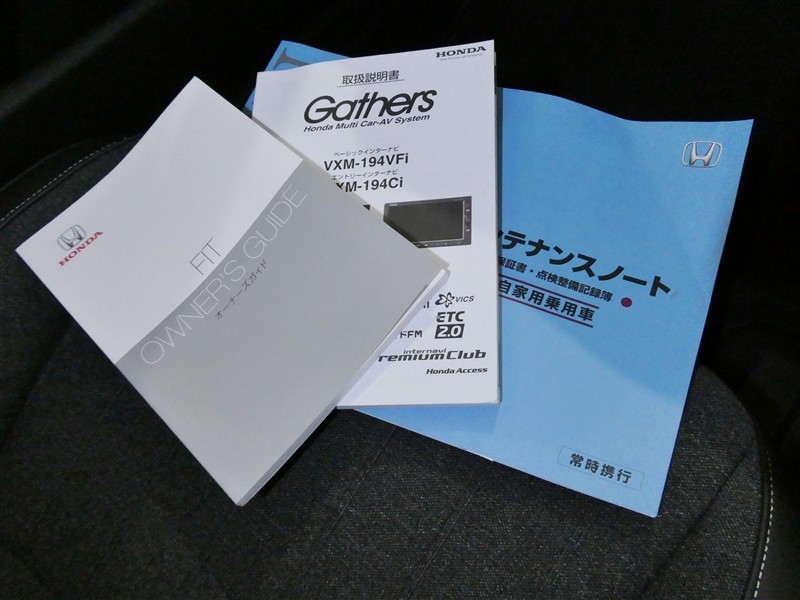 HONDA
FIT
OWNER'S GUIDE
オーナーズガイド
HONDA
取扱説明書
Gathers
Honda Multi Car-AV System
ベーシックインターナビ
VXM-194VFi
エントリーインターナビ
XM-194Ci
VICS
ETC
2.0
ドFM
internavi
remiumClub
Honda Access
テナンスノート
保証書・点検整備記録簿
自家用乗用車
常時携行